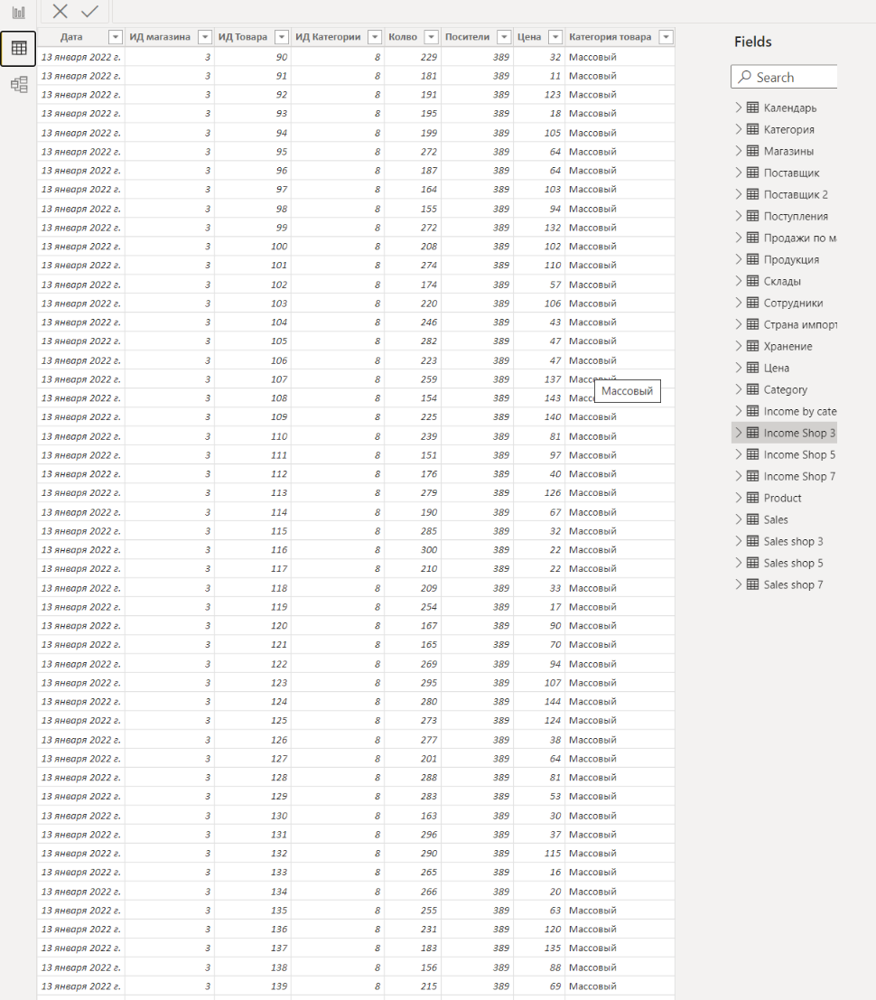 Дата ИД магазина ИД Товара ИД Категории Колво Посители Цена Категория товара
13 января 2022 г. 3 90 8 229 389 32 Массовый
13 января 2022 г. 3 91 8 181 389 11 Массовый
13 января 2022 г. 3 92 8 191 389 123 Массовый
13 января 2022 г. 3 93 8 195 389 18 Массовый
13 января 2022 г. 3 94 8 199 389 105 Массовый
13 января 2022 г. 3 95 8 272 389 64 Массовый
13 января 2022 г. 3 96 8 187 389 64 Массовый
13 января 2022 г. 3 97 8 164 389 103 Массовый
13 января 2022 г. 3 98 8 155 389 94 Массовый
13 января 2022 г. 3 99 8 272 389 132 Массовый
13 января 2022 г. 3 100 8 208 389 102 Массовый
13 января 2022 г. 3 101 8 274 389 110 Массовый
13 января 2022 г. 3 102 8 174 389 57 Массовый
13 января 2022 г. 3 103 8 220 389 106 Массовый
13 января 2022 г. 3 104 8 246 389 43 Массовый
13 января 2022 г. 3 105 8 282 389 47 Массовый
13 января 2022 г. 3 106 8 223 389 47 Массовый
13 января 2022 г. 3 107 8 259 389 137
13 января 2022 г. 3 108 8 154 389 143
Массовый
13 января 2022 г. 3 109 8 225 389 140 Массовый
13 января 2022 г. 3 110 8 239 389 81 Массовый
13 января 2022 г. 3 111 8 151 389 97 Массовый
13 января 2022 г. 3 112 8 176 389 40 Массовый
13 января 2022 г. 3 113 8 279 389 126 Массовый
13 января 2022 г. 3 114 8 190 389 67 Массовый
13 января 2022 г. 3 115 8 285 389 32 Массовый
13 января 2022 г. 3 116 8 300 389 22 Массовый
13 января 2022 г. 3 117 8 210 389 22 Массовый
13 января 2022 г. 3 118 8 209 389 33 Массовый
13 января 2022 г. 3 119 8 254 389 17 Массовый
13 января 2022 г. 3 120 8 167 389 90 Массовый
13 января 2022 г. 3 121 8 165 389 70 Массовый
13 января 2022 г. 3 122 8 269 389 94 Массовый
13 января 2022 г. 3 123 8 295 389 107 Массовый
13 января 2022 г. 3 124 8 280 389 144 Массовый
13 января 2022 г. 3 125 8 273 389 124 Массовый
13 января 2022 г. 3 126 8 277 389 38 Массовый
13 января 2022 г. 3 127 8 201 389 64 Массовый
13 января 2022 г. 3 128 8 288 389 81 Массовый
13 января 2022 г. 3 129 8 283 389 53 Массовый
13 января 2022 г. 3 130 8 163 389 30 Массовый
13 января 2022 г. 3 131 8 296 389 37 Массовый
13 января 2022 г. 3 132 8 290 389 115 Массовый
13 января 2022 г. 3 133 8 265 389 16 Массовый
13 января 2022 г. 3 134 8 266 389 20 Массовый
13 января 2022 г. 3 135 8 255 389 63 Массовый
13 января 2022 г. 3 136 8 231 389 120 Массовый
13 января 2022 г. 3 137 8 183 389 135 Массовый
13 января 2022 г. 3 138 8 156 389 88 Массовый
13 января 2022 г. 3 139 8 215 389 69 Массовый
Fields
Search
Календарь
Категория
Магазины
Поставщик
Поставщик 2
Поступления
Продажи по ма
Продукция
Склады
Сотрудники
Страна импорт
Хранение
Цена
Category
Income by cate
Income Shop 3
Income Shop 5
Income Shop 7
Product
Sales
Sales shop 3
Sales shop 5
Sales shop 7